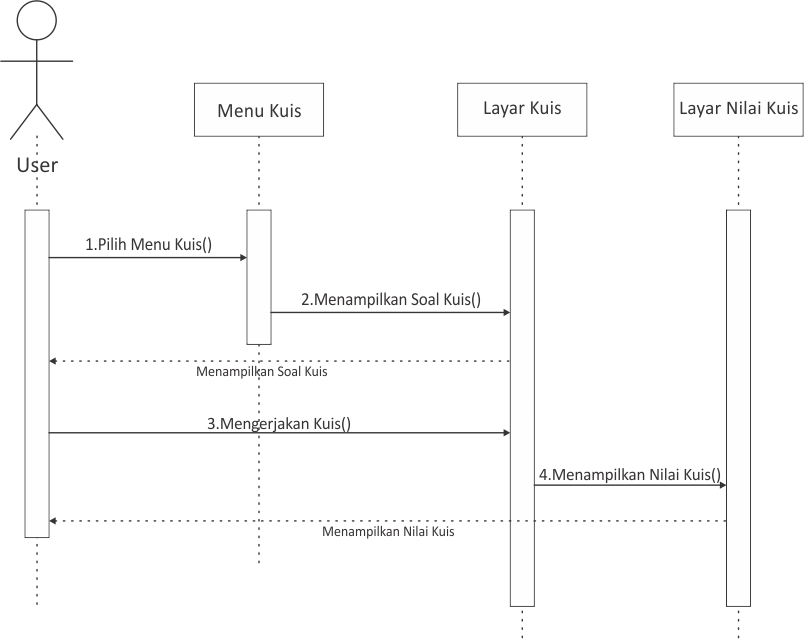 Menu Kuis
Layar Kuis
Layar Nilai Kuis
User
1.Pilih Menu Kuis()
2.Menampilkan Soal Kuis()
Menampilkan Soal Kuis
3.Mengerjakan Kuis()
4.Menampilkan Nilai Kuis()
Menampilkan Nilai Kuis